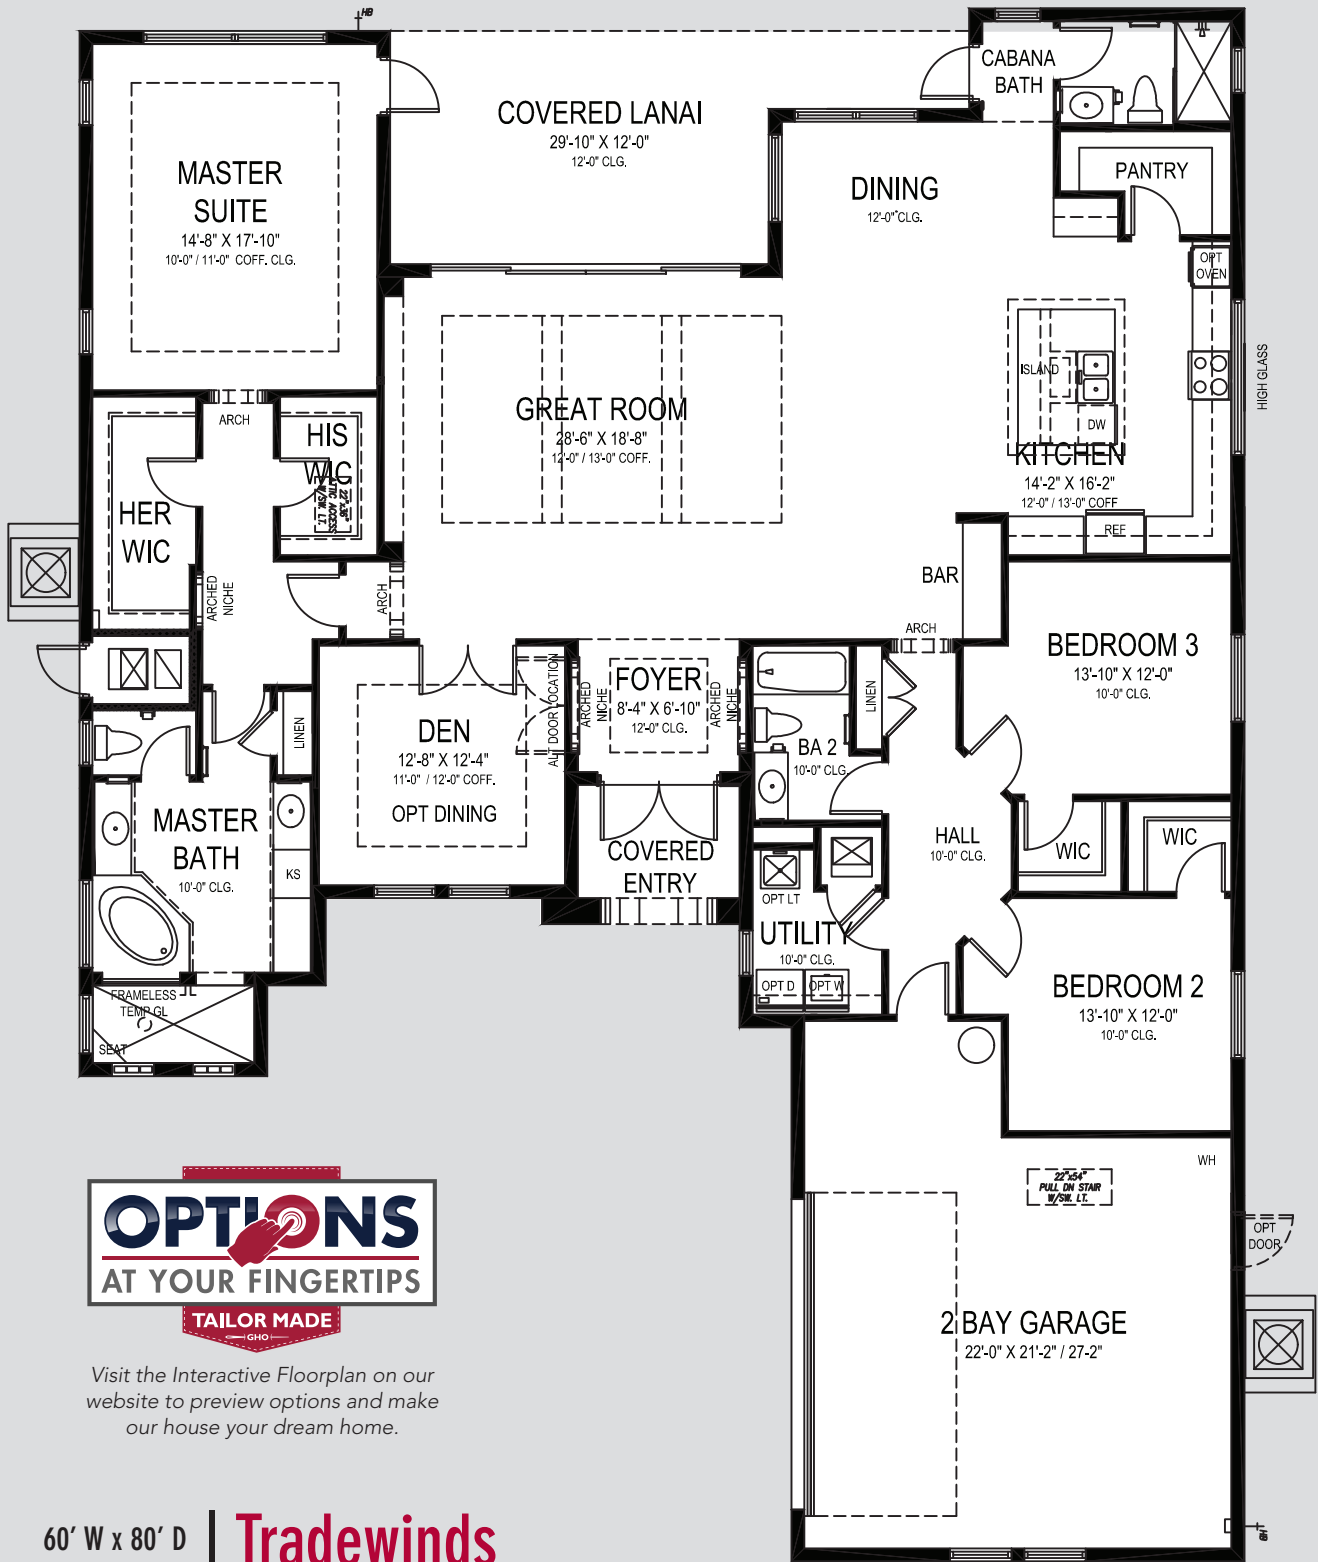 HB
CABANA
BATH
COVERED LANAI
29'-10" X 12'-0"
12'-0" CLG.
MASTER
SUITE
14'-8" X 17'-10"
10'-0" / 11'-0" COFF. CLG.
DINING
12'-0" CLG.
PANTRY
OPT
OVEN
HIGH GLASS
ISLAND
DW
KITCHEN
14'-2" X 16'-2"
12'-0" / 13'-0" COFF
REF
GREAT ROOM
28'-6" X 18'-8"
12'-0" / 13'-0" COFF.
ARCH
HIS
WIC
22"x36"
ATTIC ACCESS
W/SW. LT.
HER
WIC
ARCHED
NICHE
ARCH
BAR
ARCH
BEDROOM 3
13'-10" X 12'-0"
10'-0" CLG.
LINEN
DEN
12'-8" X 12'-4"
11'-0" / 12'-0" COFF.
OPT DINING
ALT DOOR LOCATION
ARCHED
NICHE
FOYER
8'-4" X 6'-10"
12'-0" CLG.
ARCHED
NICHE
BA 2
10'-0" CLG.
LINEN
HALL
10'-0" CLG.
WIC
WIC
MASTER
BATH
10'-0" CLG.
KS
COVERED
ENTRY
OPT LT
UTILITY
10'-0" CLG.
OPT D
OPT W
BEDROOM 2
13'-10" X 12'-0"
10'-0" CLG.
FRAMELESS
TEMP GL
SEAT
WH
22"x54"
PULL DN STAIR
W/SW. LT.
OPT
DOOR
2 BAY GARAGE
22'-0" X 21'-2" / 27-2"
HB
OPTIONS
AT YOUR FINGERTIPS
TAILOR MADE
GHO
Visit the Interactive Floorplan on our
website to preview options and make
our house your dream home.
60' W x 80' D
Tradewinds